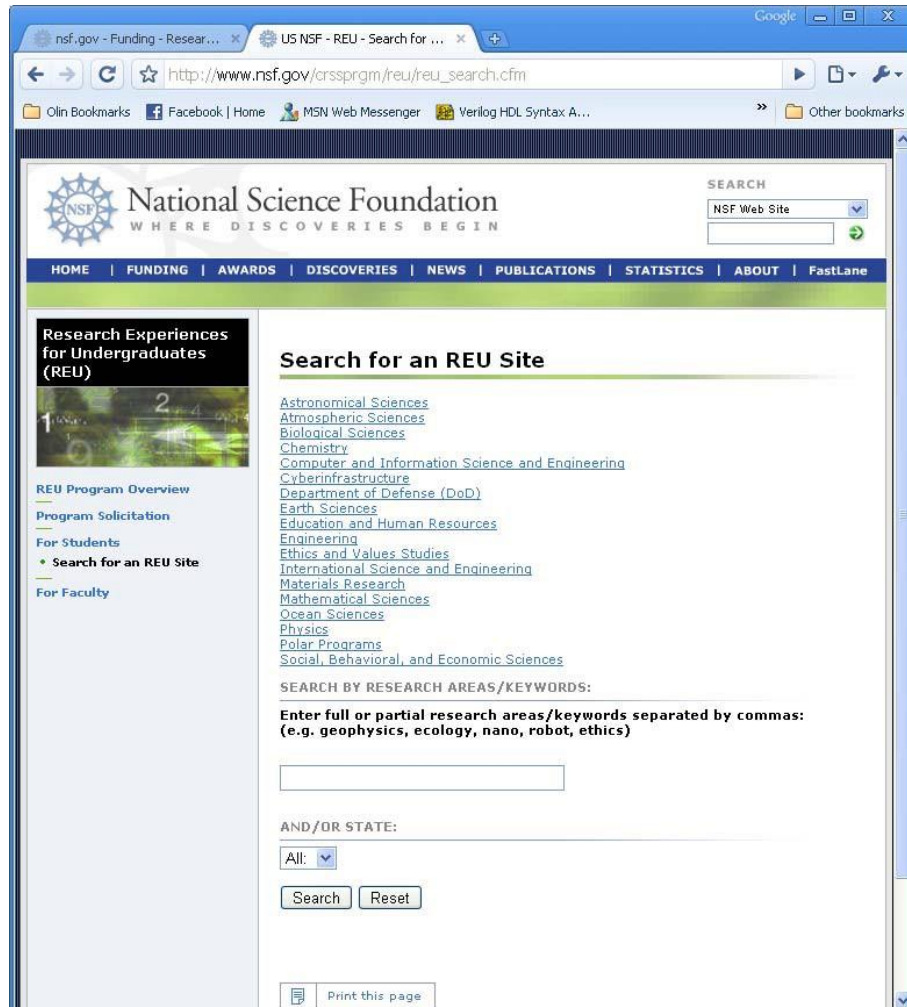 Google
nsf.gov - Funding - Resear...
US NSF - REU - Search for ...
http://www.nsf.gov/crssprgm/reu/reu_search.cfm
Olin Bookmarks
Facebook | Home
MSN Web Messenger
Verilog HDL Syntax A...
»
Other bookmarks
NSF
National Science Foundation
WHERE DISCOVERIES BEGIN
SEARCH
NSF Web Site
HOME | FUNDING | AWARDS | DISCOVERIES | NEWS | PUBLICATIONS | STATISTICS | ABOUT | FastLane
Research Experiences
for Undergraduates
(REU)
REU Program Overview
Program Solicitation
For Students
• Search for an REU Site
For Faculty
Search for an REU Site
Astronomical Sciences
Atmospheric Sciences
Biological Sciences
Chemistry
Computer and Information Science and Engineering
Cyberinfrastructure
Department of Defense (DoD)
Earth Sciences
Education and Human Resources
Engineering
Ethics and Values Studies
International Science and Engineering
Materials Research
Mathematical Sciences
Ocean Sciences
Physics
Polar Programs
Social, Behavioral, and Economic Sciences
SEARCH BY RESEARCH AREAS/KEYWORDS:
Enter full or partial research areas/keywords separated by commas:
(e.g. geophysics, ecology, nano, robot, ethics)
AND/OR STATE:
All:
Search
Reset
Print this page